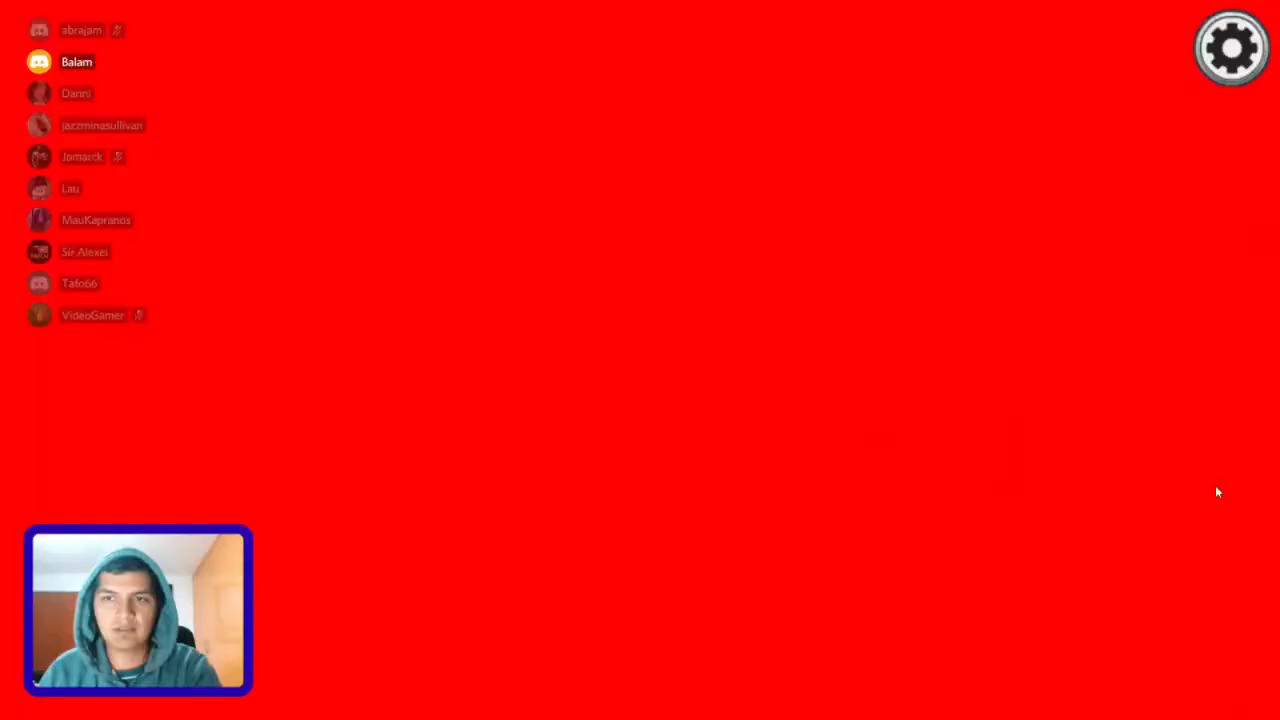 abrajam
Balam
Danni
jazzminasullivan
Jomarck
Lau
MauKapranos
Sir Alexei
Tafo66
VideoGamer